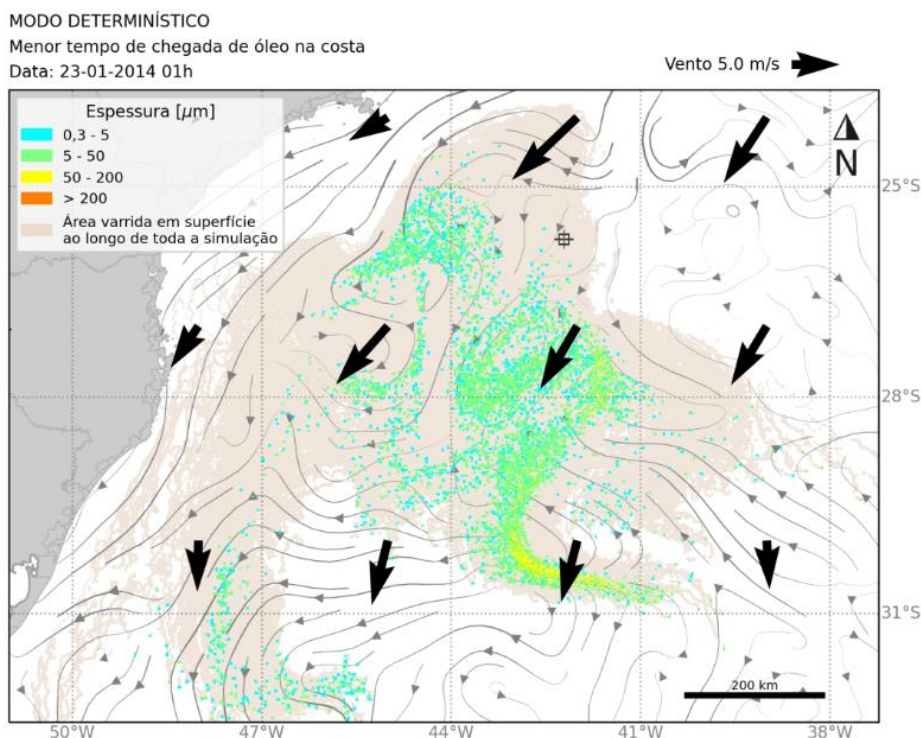 MODO DETERMINÍSTICO
Menor tempo de chegada de óleo na costa
Data: 23-01-2014 01h
Vento 5.0 m/s
Espessura [μm]
0,3 - 5
5 - 50
50 - 200
> 200
Área varrida em superfície
ao longo de toda a simulação
N
25°S
28°S
31°S
200 km
50°W
47°W
44°W
41°W
38°W